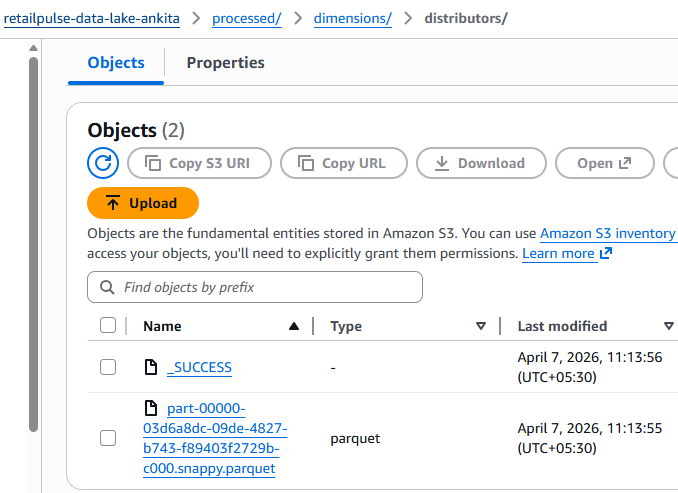 retailpulse-data-lake-ankita > processed/ > dimensions/ > distributors/
Objects Properties
Objects (2)
Copy S3 URI Copy URL Download Open
Upload
Objects are the fundamental entities stored in Amazon S3. You can use Amazon S3 inventory
access your objects, you'll need to explicitly grant them permissions. Learn more
Find objects by prefix
Name Type Last modified
_SUCCESS - April 7, 2026, 11:13:56
(UTC+05:30)
part-00000-
03d6a8dc-09de-4827-
b743-f89403f2729b-
c000.snappy.parquet
parquet
April 7, 2026, 11:13:55
(UTC+05:30)